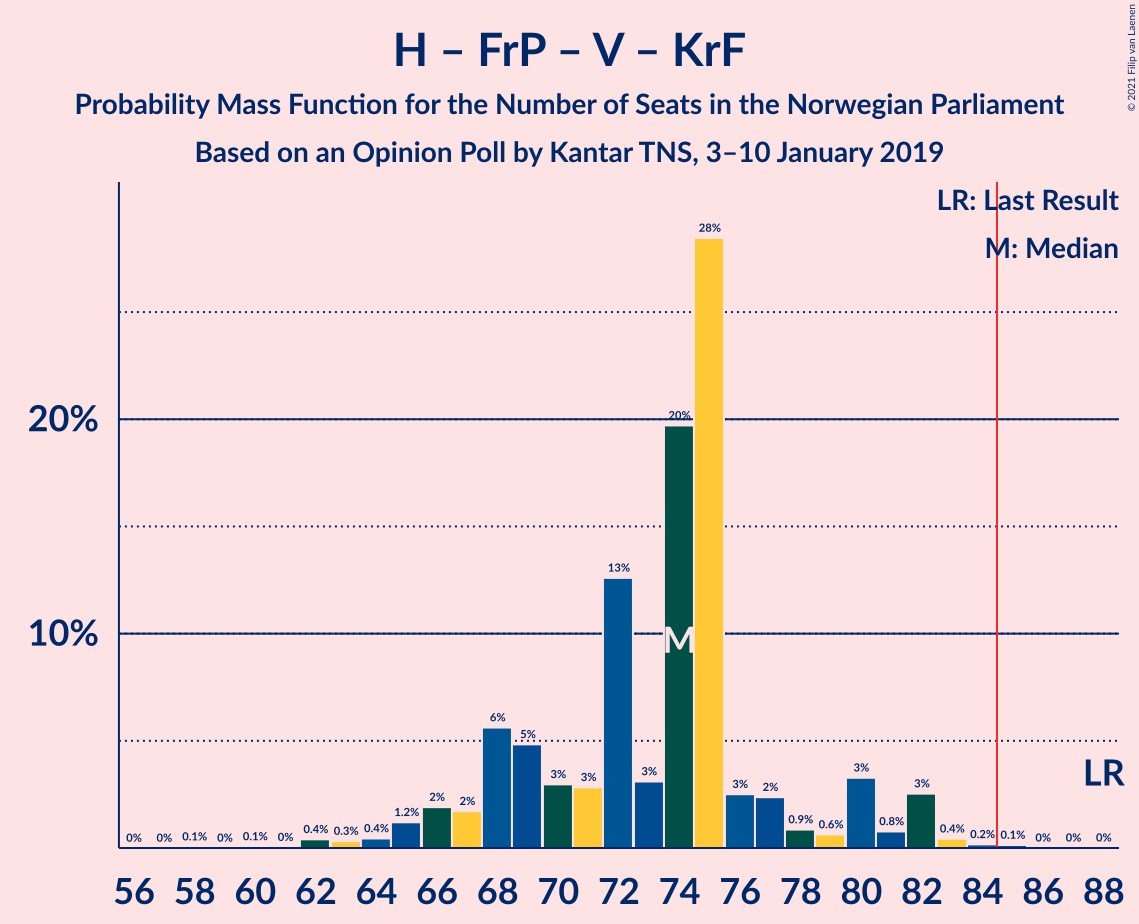 H – FrP – V – KrF
Probability Mass Function for the Number of Seats in the Norwegian Parliament
Based on an Opinion Poll by Kantar TNS, 3–10 January 2019
© 2021 Filip van Laenen
LR: Last Result
M: Median
20%
10%
0% 0% 0.1% 0% 0.1% 0% 0.4% 0.3% 0.4% 1.2% 2% 2% 6% 5% 3% 3% 13% 3% 20% 28% 3% 2% 0.9% 0.6% 3% 0.8% 3% 0.4% 0.2% 0.1% 0% 0% 0%
M
LR
56 58 60 62 64 66 68 70 72 74 76 78 80 82 84 86 88